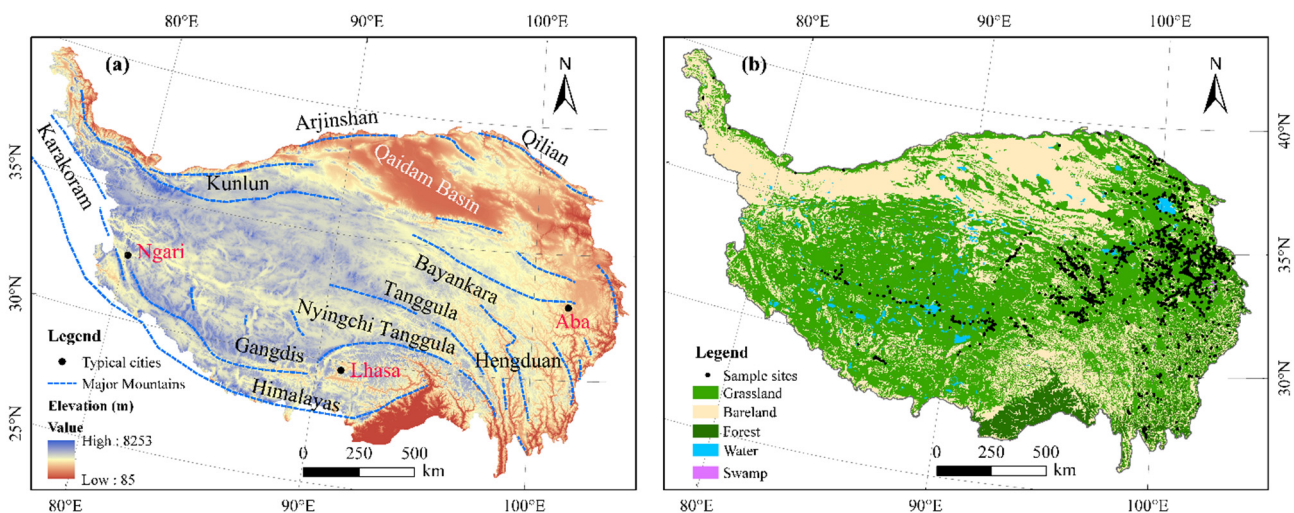 80°E
90°E
100°E
(a)
N
Arjinshan
Qilian
Karakoram
Kunlun
Qaidam Basin
35°N
Ngari
30°N
Bayankara
Tanggula
Nyingchi Tanggula
Aba
Gangdis
Lhasa
Hengduan
Himalayas
25°N
Legend
Typical cities
Major Mountains
Elevation (m)
Value
High : 8253
Low : 85
0 250 500
km
80°E
90°E
100°E
80°E
90°E
100°E
(b)
N
40°N
35°N
30°N
Legend
Sample sites
Grassland
Bareland
Forest
Water
Swamp
0 250 500
km
80°E
90°E
100°E